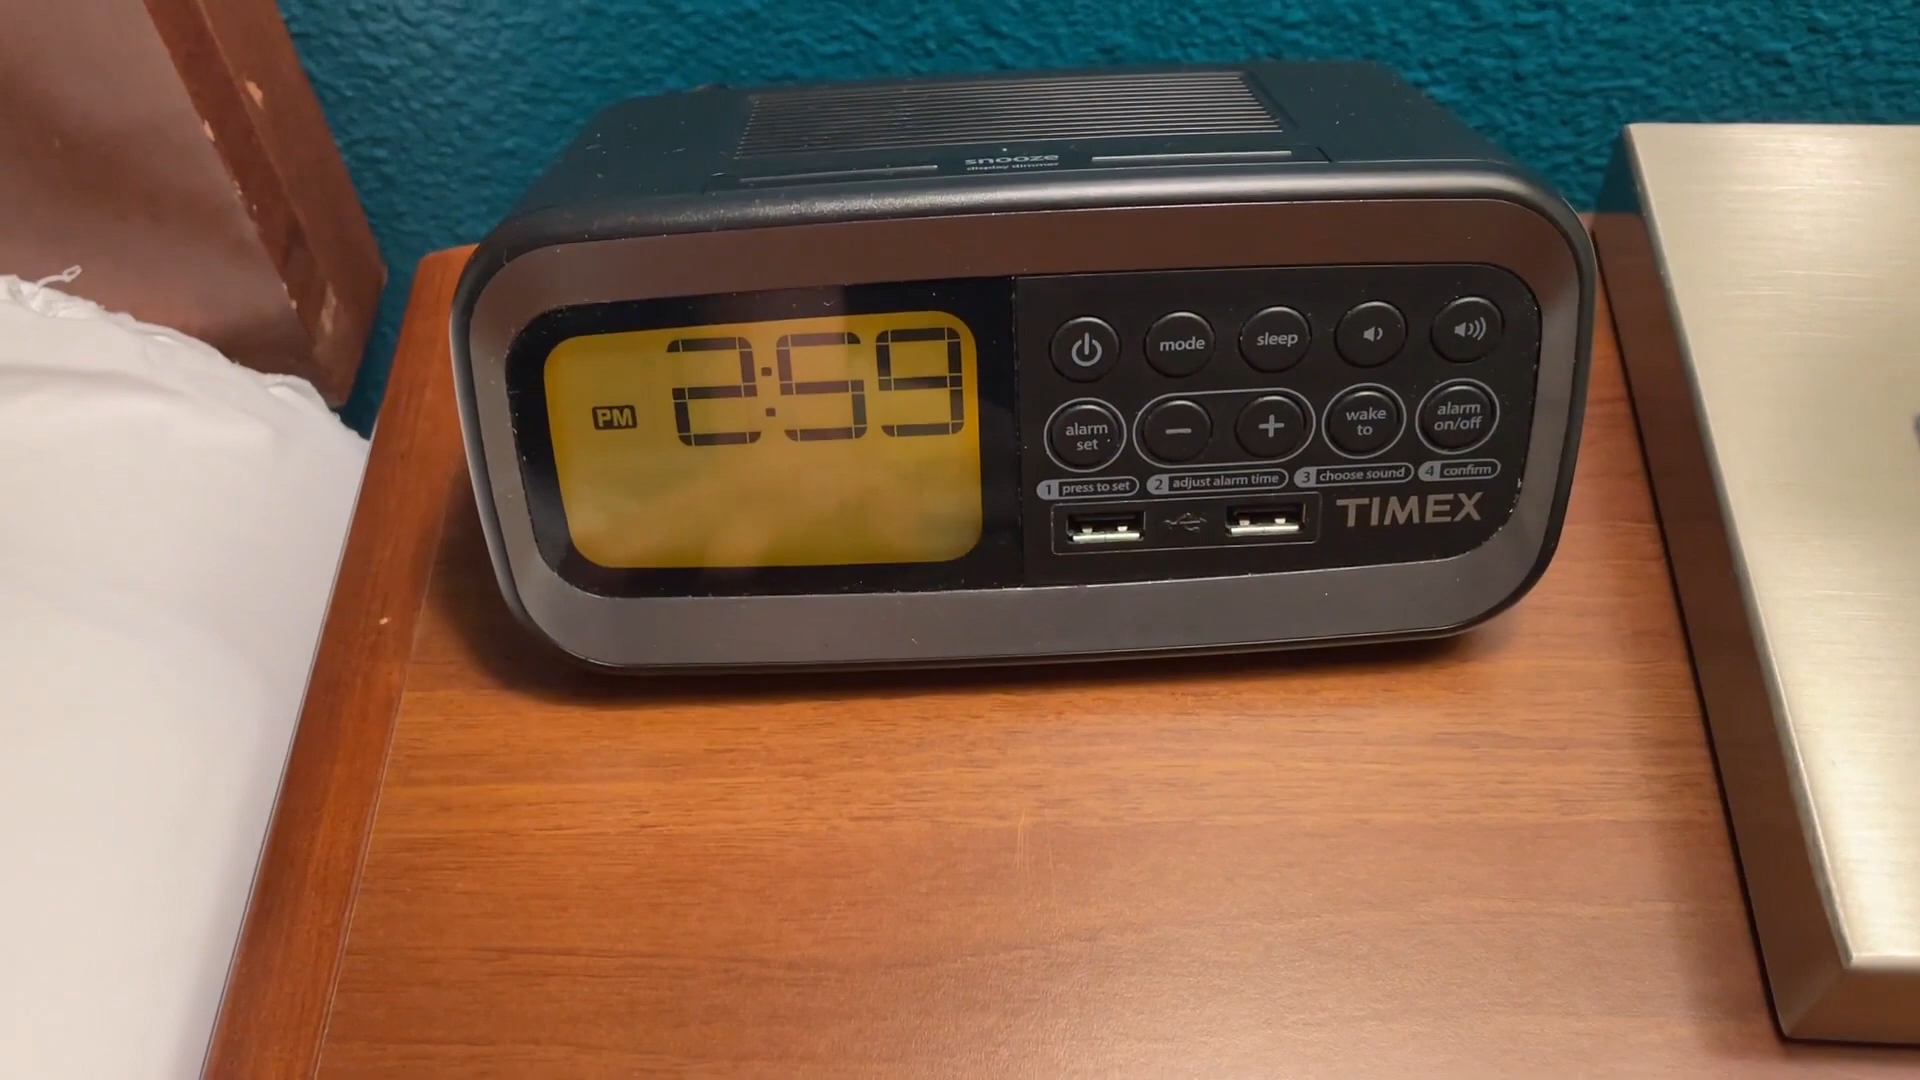 snooze
display dimmer
PM 2:59
mode sleep
alarm set - + wake to alarm on/off
1 press to set 2 adjust alarm time 3 choose sound 4 confirm
TIMEX